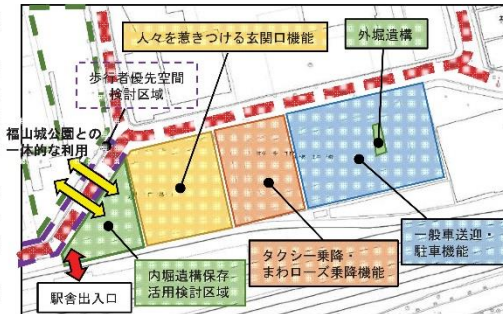 人々を惹きつける玄関口機能
外堀遺構
歩行者優先空間
検討区域
福山城公園との
一体的な利用
一般車送迎・
駐車機能
タクシー乗降・
まわローズ乗降機能
内堀遺構保存
活用検討区域
駅舎出入口